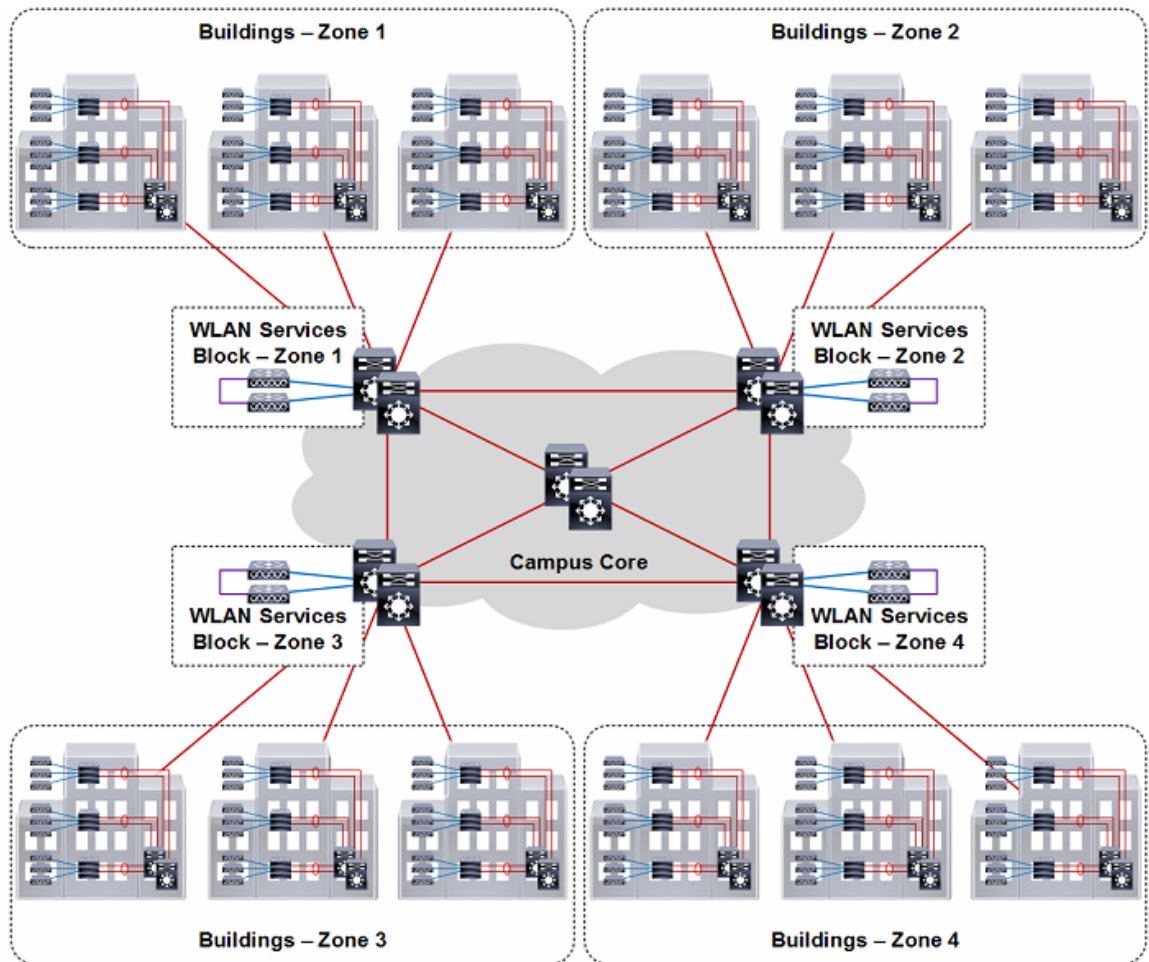 Buildings – Zone 1
Buildings – Zone 2
WLAN Services
Block – Zone 1
WLAN Services
Block – Zone 2
Campus Core
WLAN Services
Block – Zone 3
WLAN Services
Block – Zone 4
Buildings – Zone 3
Buildings – Zone 4